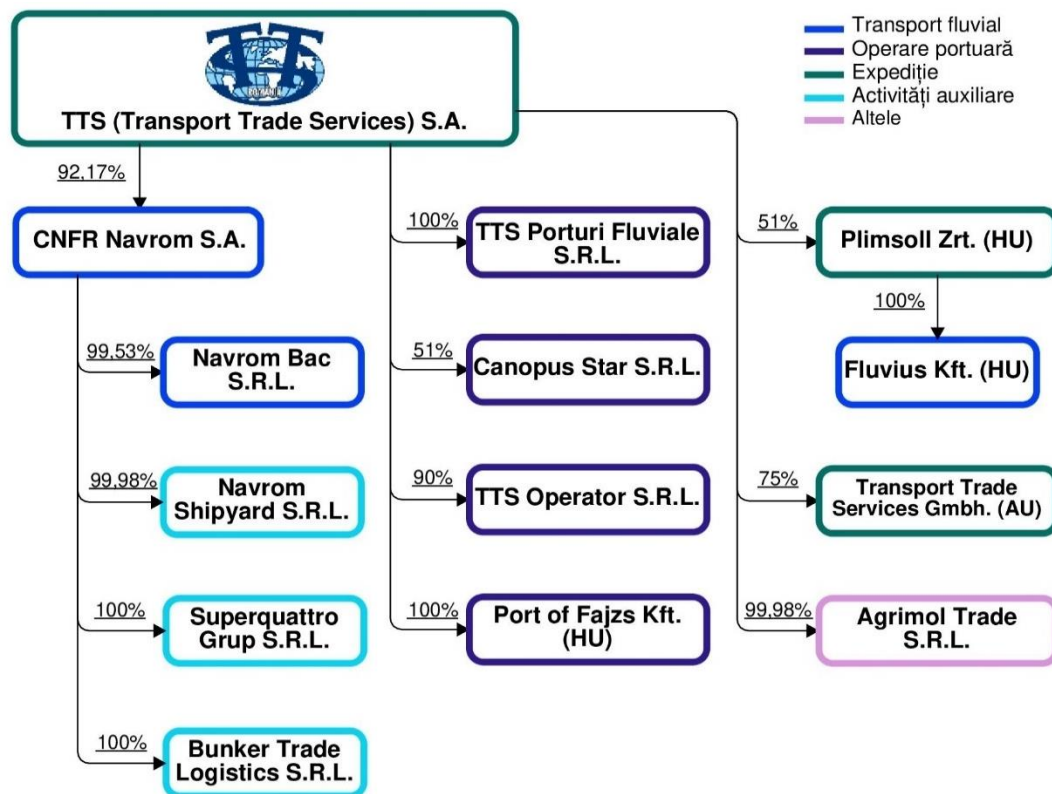 Transport fluvial
Operare portuară
Expediție
Activități auxiliare
Altele
ROMANIA
TTS (Transport Trade Services) S.A.
92,17%
CNFR Navrom S.A.
99,53%
Navrom Bac
S.R.L.
99,98%
Navrom
Shipyard S.R.L.
100%
Superquattro
Grup S.R.L.
100%
Bunker Trade
Logistics S.R.L.
100%
TTS Porturi Fluviale
S.R.L.
51%
Canopus Star S.R.L.
90%
TTS Operator S.R.L.
100%
Port of Fajzs Kft.
(HU)
51%
Plimsoll Zrt. (HU)
100%
Fluvius Kft. (HU)
75%
Transport Trade
Services Gmbh. (AU)
99,98%
Agrimol Trade
S.R.L.